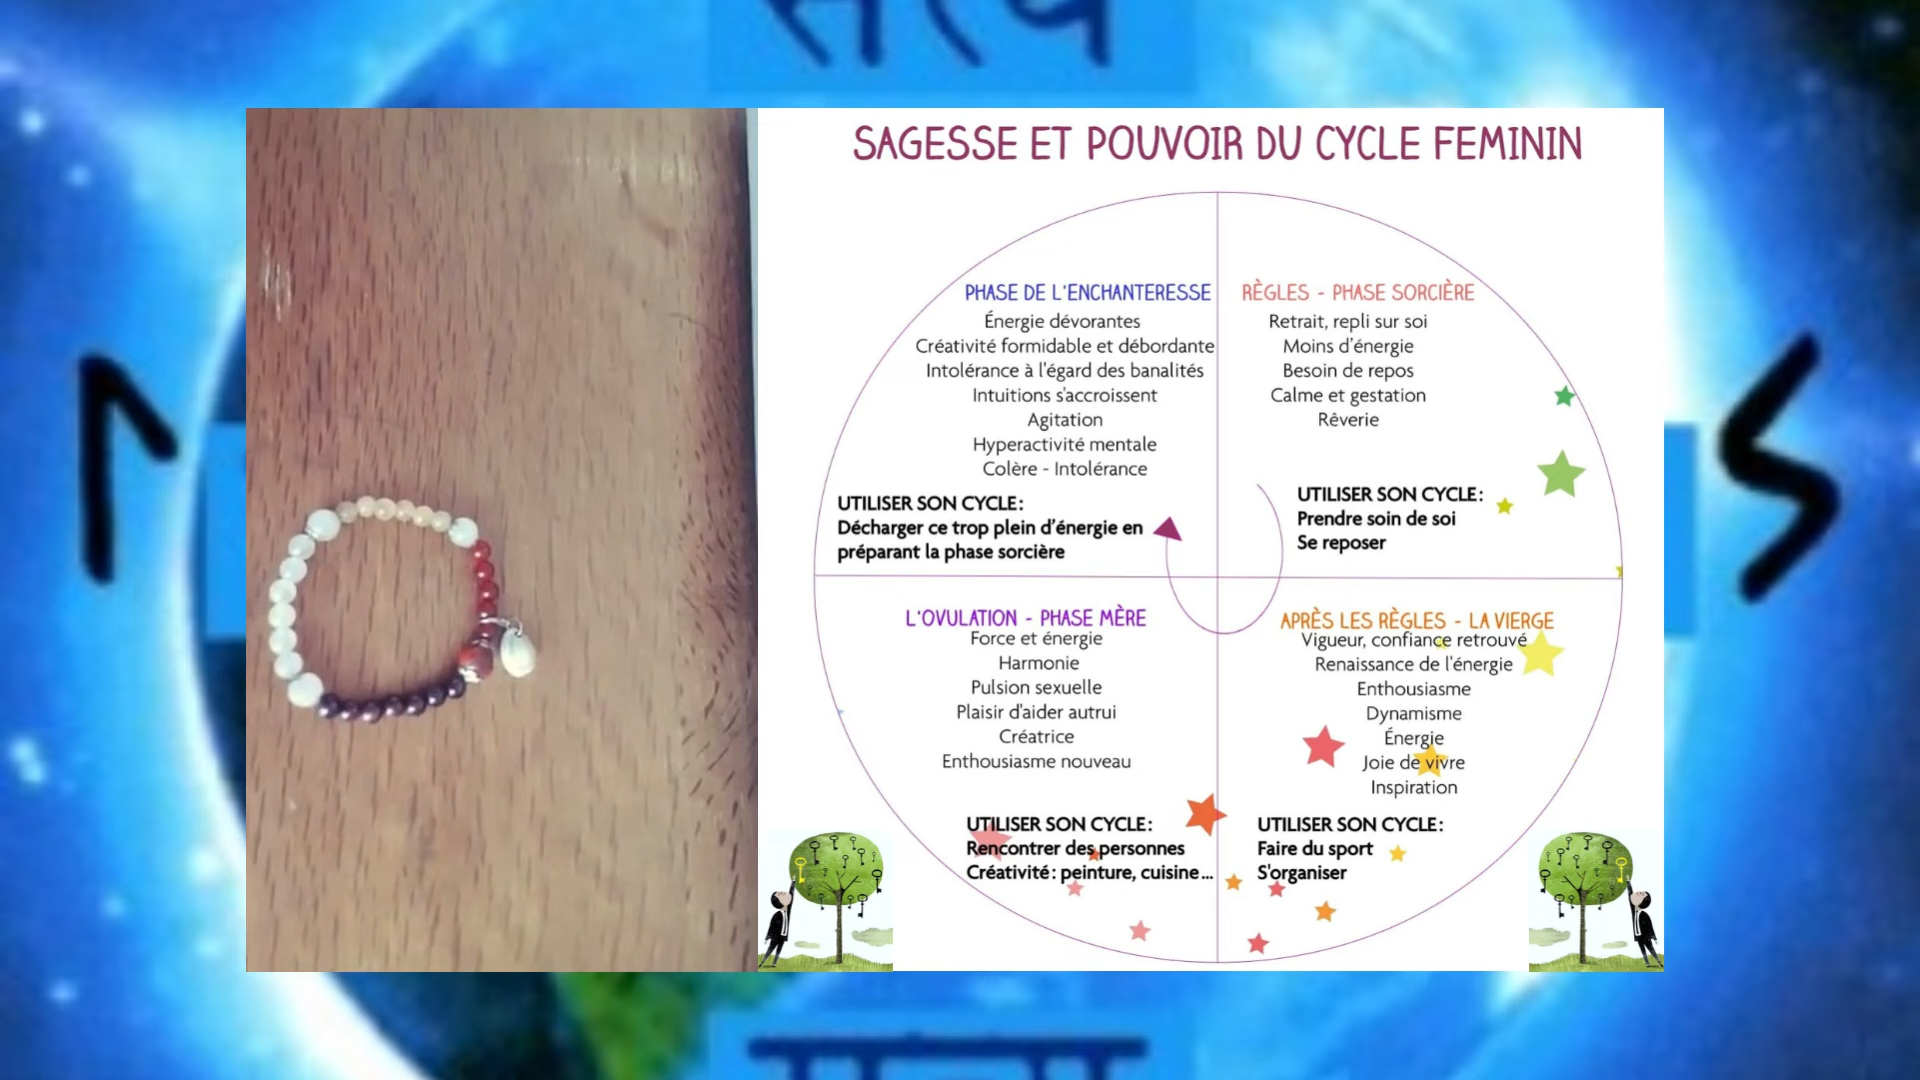 सत्य
SAGESSE ET POUVOIR DU CYCLE FEMININ
PHASE DE L'ENCHANTERESSE
Énergie dévorantes
Créativité formidable et débordante
Intolérance à l'égard des banalités
Intuitions s'accroissent
Agitation
Hyperactivité mentale
Colère - Intolérance
UTILISER SON CYCLE:
Décharger ce trop plein d'énergie en
préparant la phase sorcière
RÈGLES - PHASE SORCIÈRE
Retrait, repli sur soi
Moins d'énergie
Besoin de repos
Calme et gestation
Rêverie
UTILISER SON CYCLE:
Prendre soin de soi
Se reposer
L'OVULATION - PHASE MÈRE
Force et énergie
Harmonie
Pulsion sexuelle
Plaisir d'aider autrui
Créatrice
Enthousiasme nouveau
UTILISER SON CYCLE:
Rencontrer des personnes
Créativité: peinture, cuisine...
APRÈS LES RÈGLES - LA VIERGE
Vigueur, confiance retrouvé
Renaissance de l'énergie
Enthousiasme
Dynamisme
Énergie
Joie de vivre
Inspiration
UTILISER SON CYCLE:
Faire du sport
S'organiser